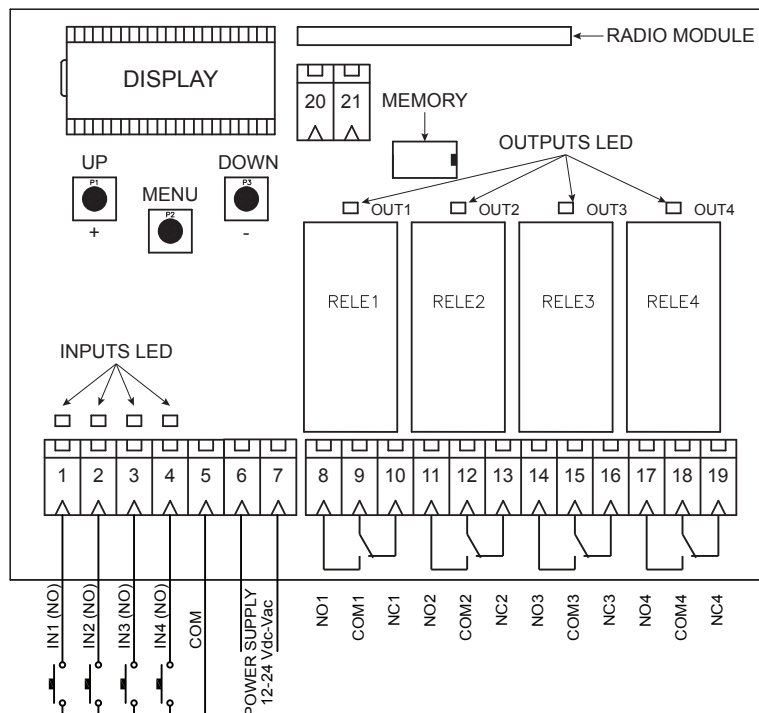 RADIO MODULE
DISPLAY
20 21
MEMORY
OUTPUTS LED
UP
DOWN
P1
MENU
P3
P2
+
-
OUT1
OUT2
OUT3
OUT4
RELE1
RELE2
RELE3
RELE4
INPUTS LED
1 2 3 4 5 6 7
8 9 10 11 12 13 14 15 16 17 18 19
IN1 (NO)
IN2 (NO)
IN3 (NO)
IN4 (NO)
COM
POWER SUPPLY
12-24 Vdc-Vac
NO1
COM1
NC1
NO2
COM2
NC2
NO3
COM3
NC3
NO4
COM4
NC4